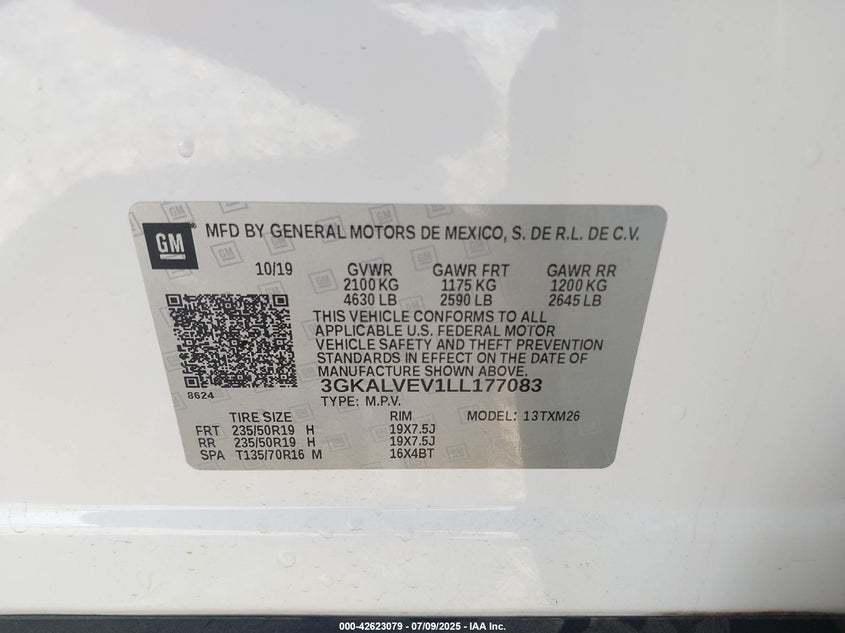 GM MFD BY GENERAL MOTORS DE MEXICO, S. DE R.L. DE C.V.
10/19 GVWR GAWR FRT GAWR RR
2100 KG 1175 KG 1200 KG
4630 LB 2590 LB 2645 LB
THIS VEHICLE CONFORMS TO ALL
APPLICABLE U.S. FEDERAL MOTOR
VEHICLE SAFETY AND THEFT PREVENTION
STANDARDS IN EFFECT ON THE DATE OF
MANUFACTURE SHOWN ABOVE.
8624 3GKALVEV1LL177083
TYPE: M.P.V.
TIRE SIZE RIM MODEL: 13TXM26
FRT 235/50R19 H 19X7.5J
RR 235/50R19 H 19X7.5J
SPA T135/70R16 M 16X4BT
000-42623079 - 07/09/2025 - IAA Inc.